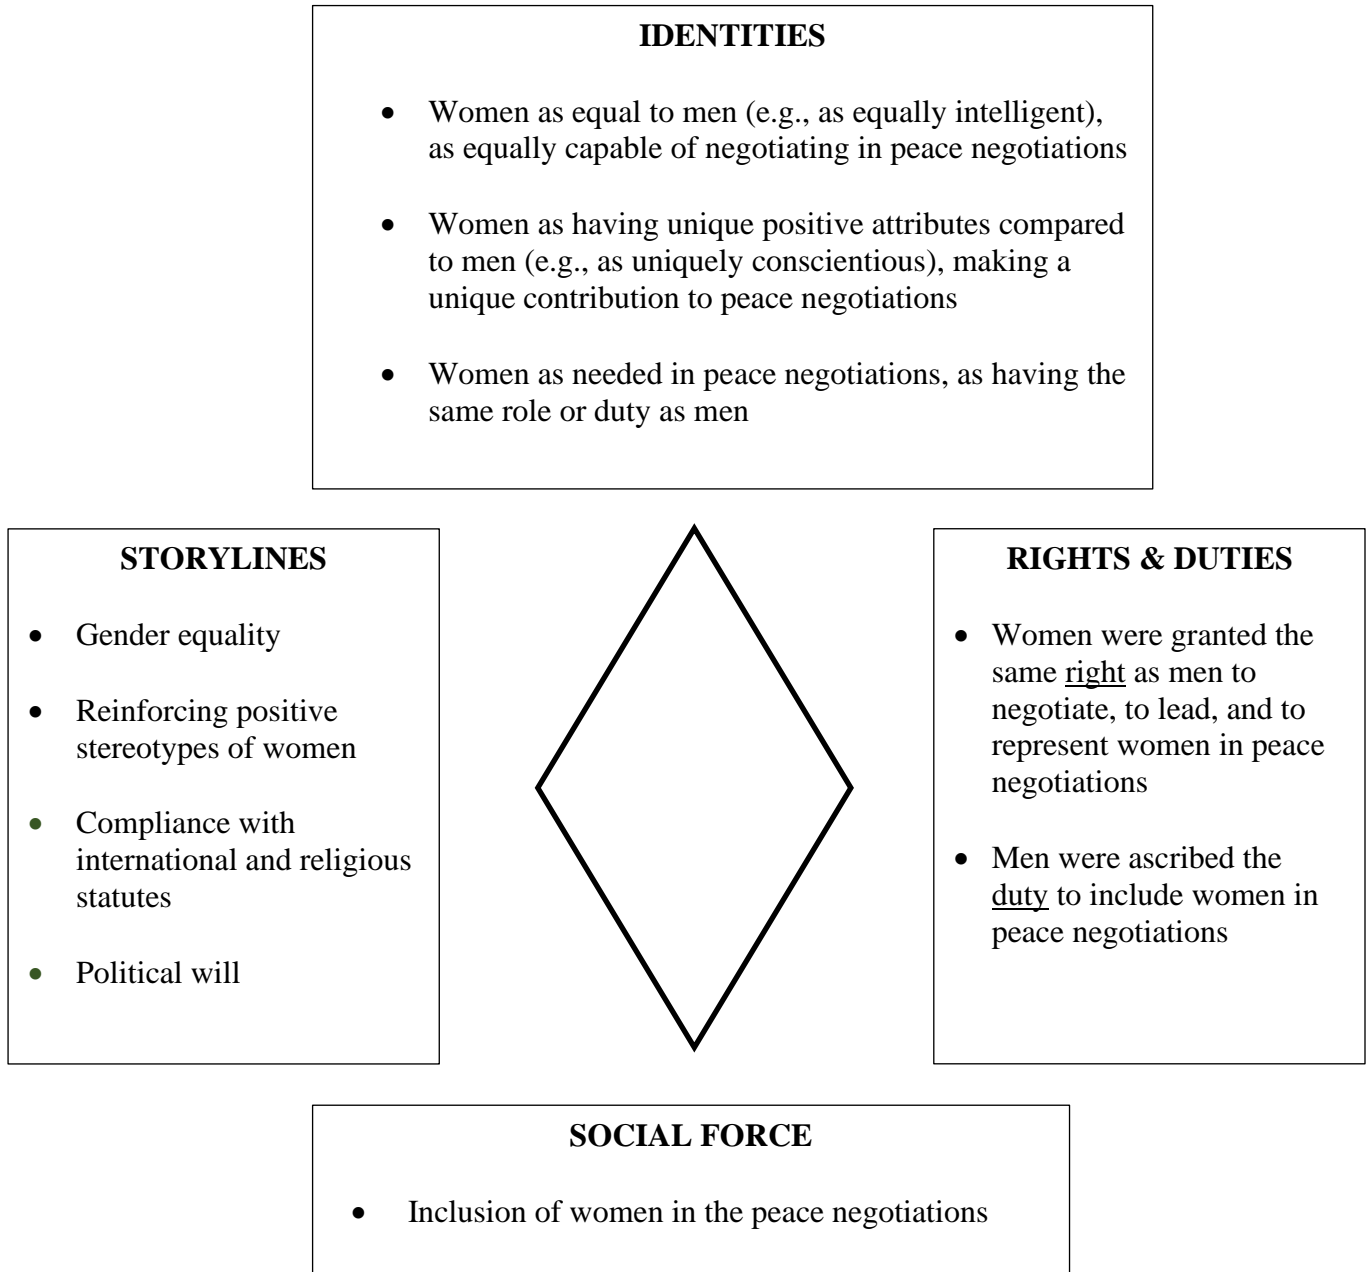 IDENTITIES
• Women as equal to men (e.g., as equally intelligent),
as equally capable of negotiating in peace negotiations
• Women as having unique positive attributes compared
to men (e.g., as uniquely conscientious), making a
unique contribution to peace negotiations
• Women as needed in peace negotiations, as having the
same role or duty as men
STORYLINES
• Gender equality
• Reinforcing positive
stereotypes of women
• Compliance with
international and religious
statutes
• Political will
RIGHTS & DUTIES
• Women were granted the
same right as men to
negotiate, to lead, and to
represent women in peace
negotiations
• Men were ascribed the
duty to include women in
peace negotiations
SOCIAL FORCE
• Inclusion of women in the peace negotiations